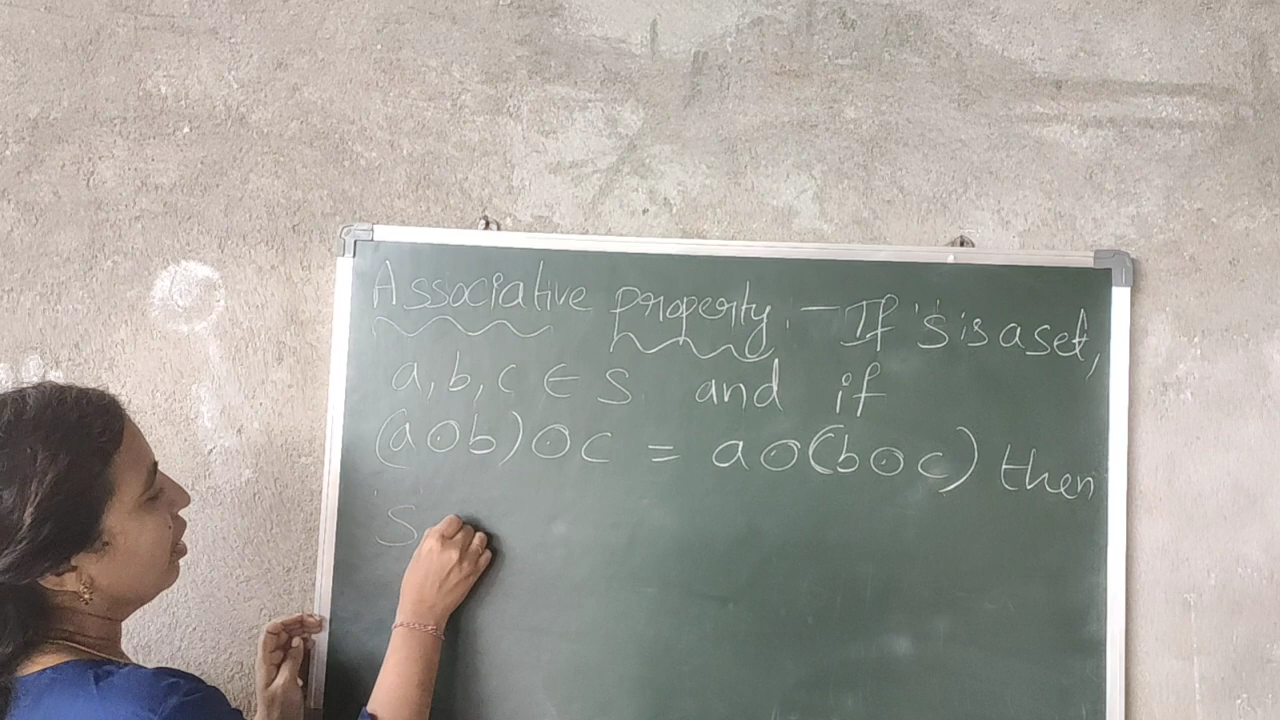 Associative property. - If 'S' is a set,
a, b, c ∈ S and if
(a⊙b)⊙c = a⊙(b⊙c) then
'S